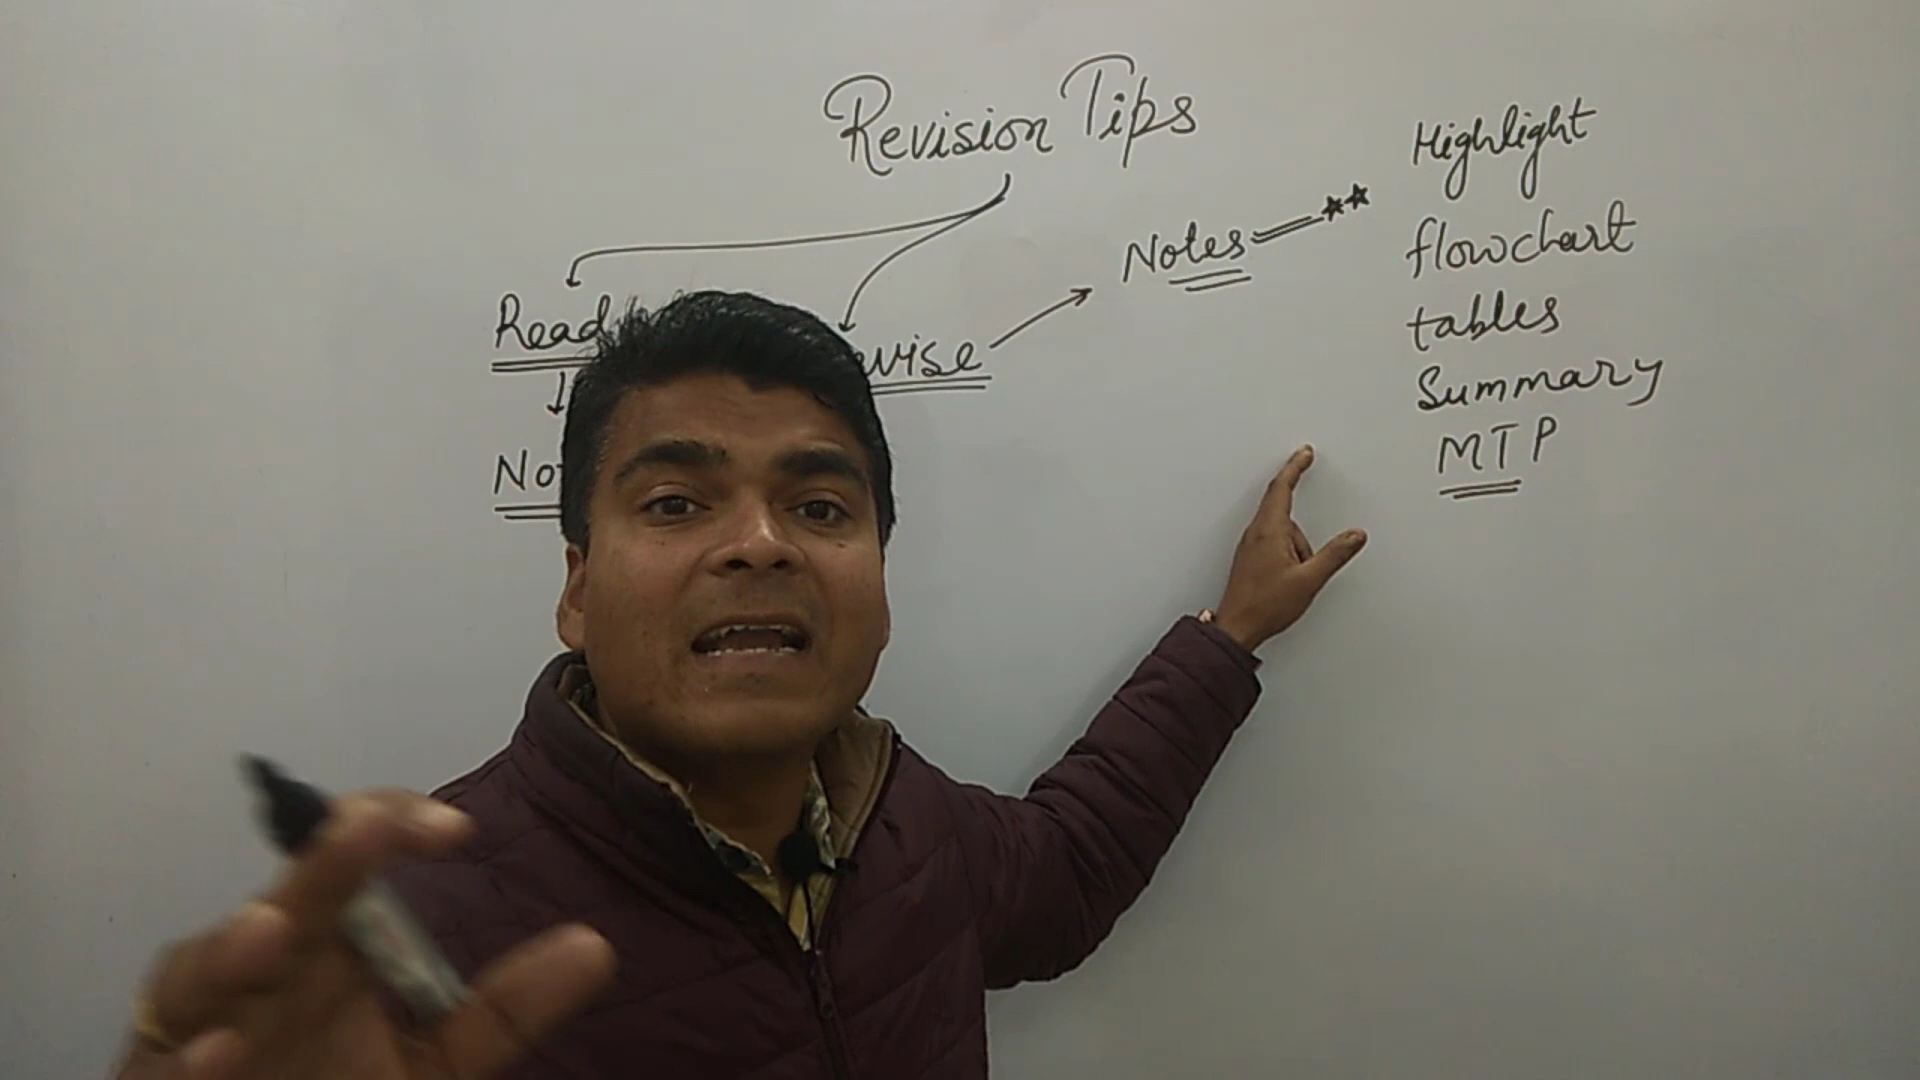 Revision Tips
Notes
Highlight
flowchart
tables
Summary
MTP